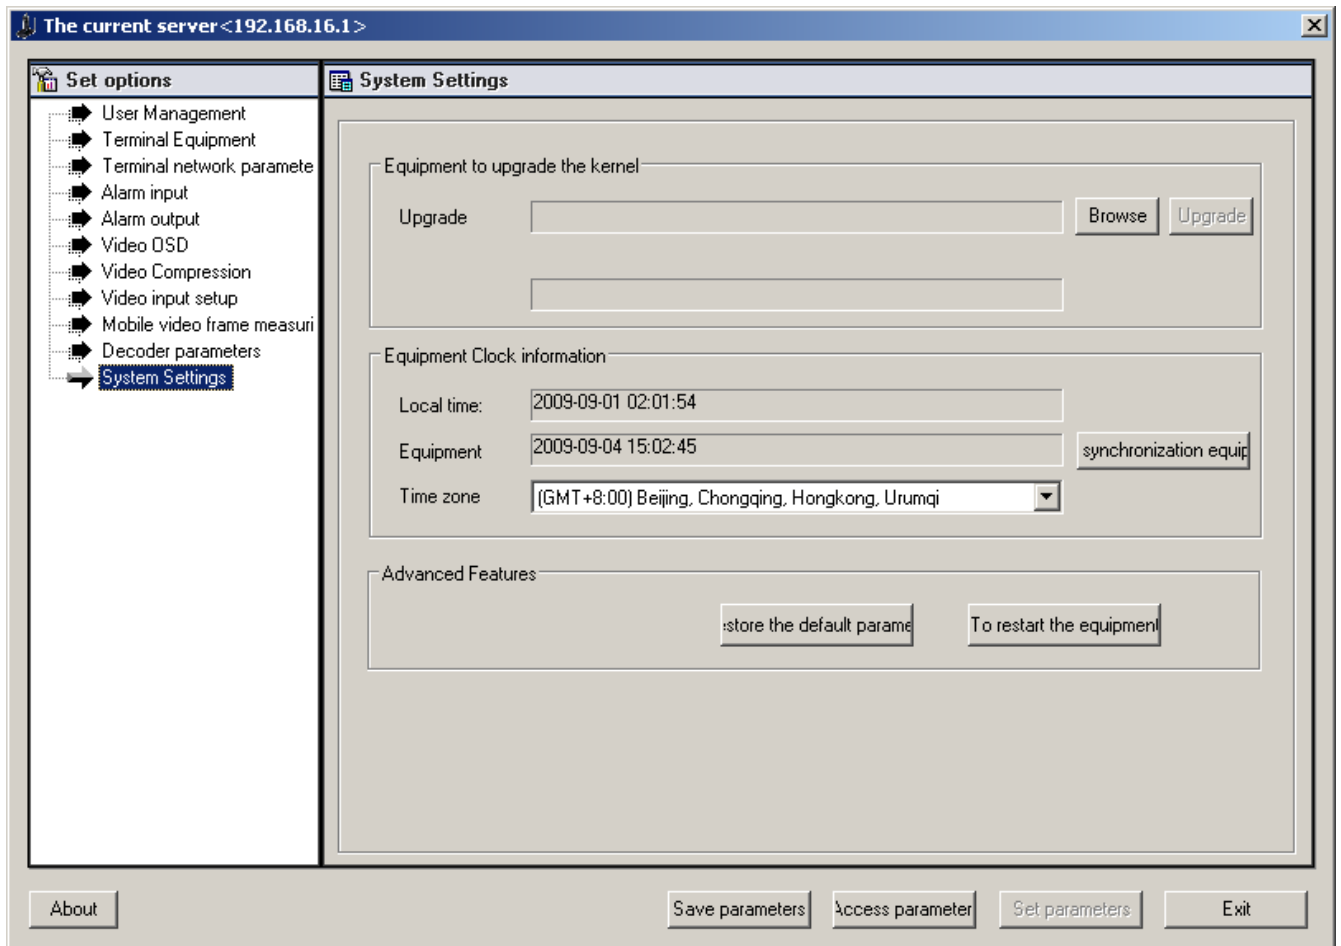 The current server<192.168.16.1>
Set options
User Management
Terminal Equipment
Terminal network paramete
Alarm input
Alarm output
Video OSD
Video Compression
Video input setup
Mobile video frame measuri
Decoder parameters
System Settings
System Settings
Equipment to upgrade the kernel
Upgrade
Browse
Upgrade
Equipment Clock information
Local time:
2009-09-01 02:01:54
Equipment
2009-09-04 15:02:45
synchronization equip
Time zone
(GMT+8:00) Beijing, Chongqing, Hongkong, Urumqi
Advanced Features
store the default parame
To restart the equipment
About
Save parameters
Access parameter
Set parameters
Exit